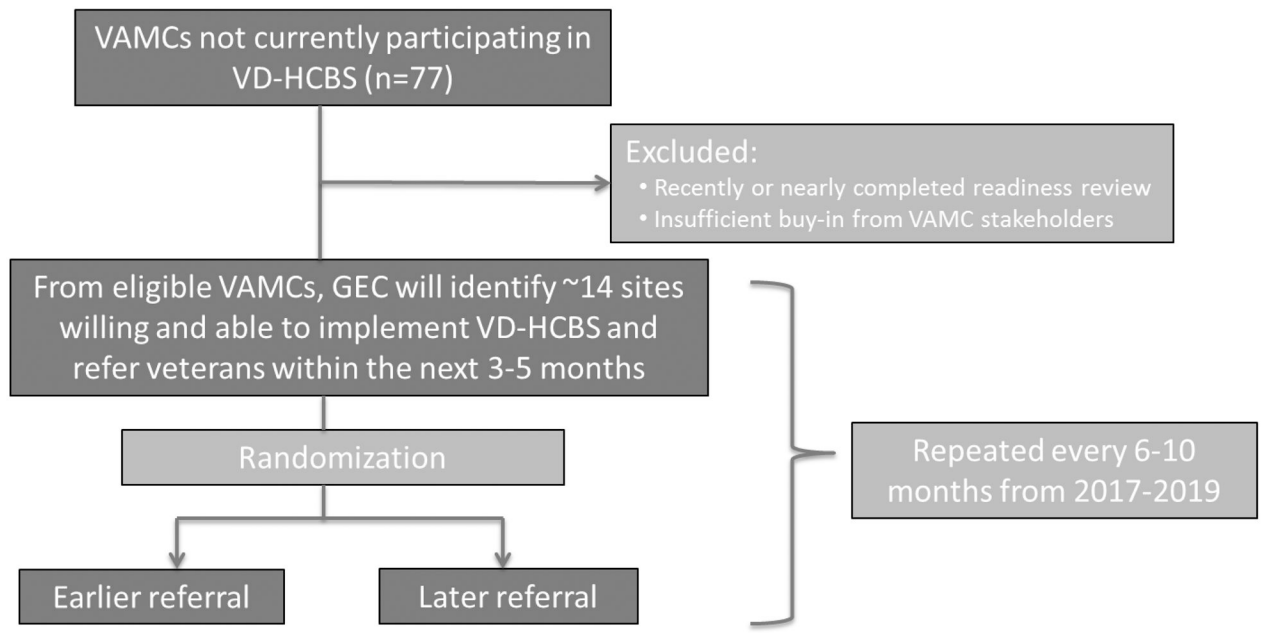 VAMCs not currently participating in
VD-HCBS (n=77)
Excluded:
• Recently or nearly completed readiness review
• Insufficient buy-in from VAMC stakeholders
From eligible VAMCs, GEC will identify ~14 sites
willing and able to implement VD-HCBS and
refer veterans within the next 3-5 months
Randomization
Repeated every 6-10
months from 2017-2019
Earlier referral
Later referral